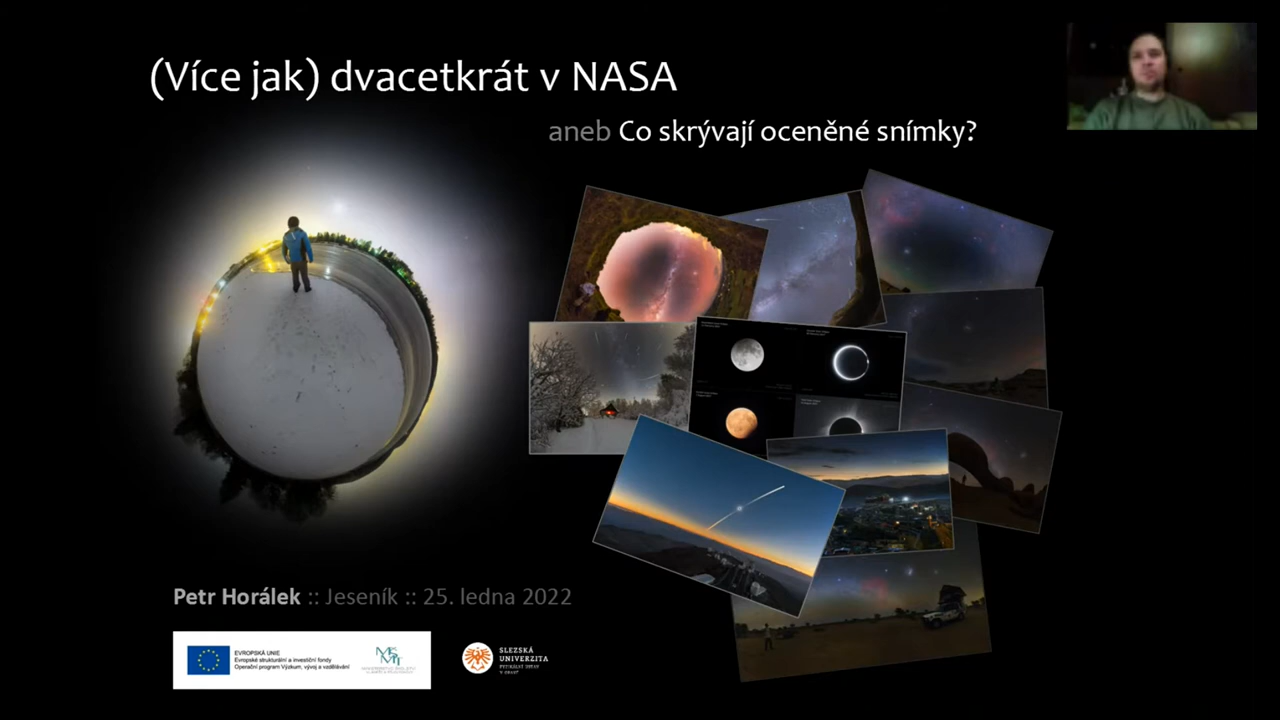 (Více jak) dvacetkrát v NASA
aneb Co skrývají oceněné snímky?
Petr Horálek :: Jeseník :: 25. ledna 2022
EVROPSKÁ UNIE
Evropské strukturální a investiční fondy
Operační program Výzkum, vývoj a vzdělávání
SLEZSKÁ
UNIVERZITA